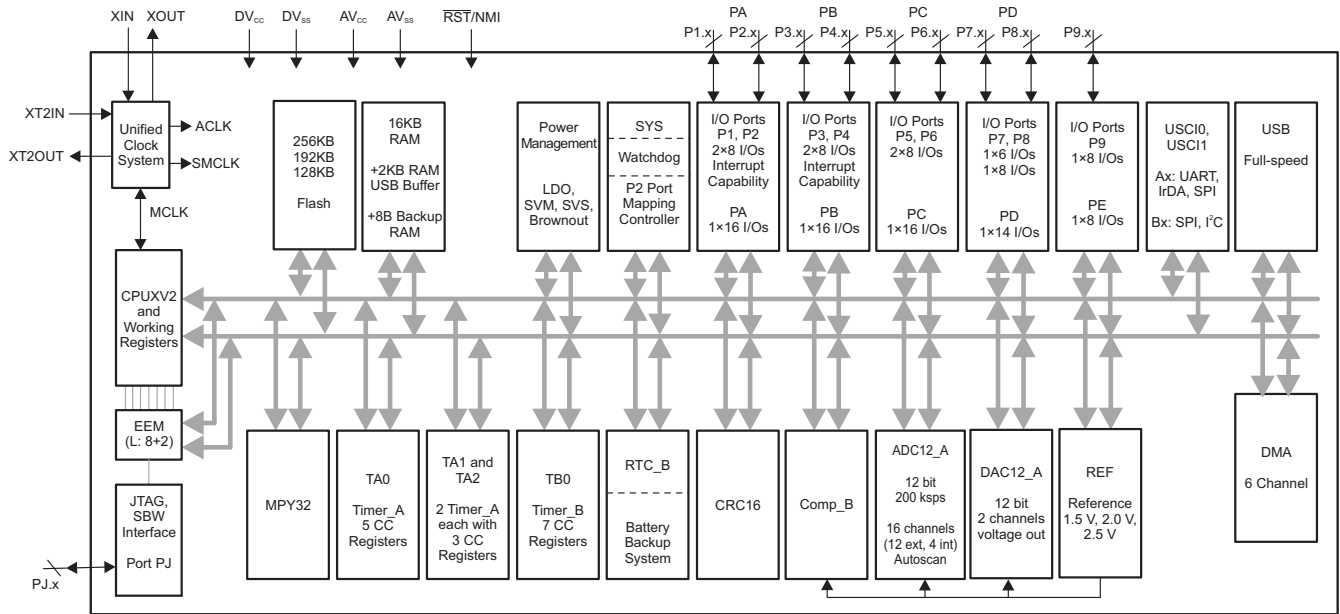 XIN XOUT DVCC DVSS AVCC AVSS RST/NMI PA PB PC PD
P1.x P2.x P3.x P4.x P5.x P6.x P7.x P8.x P9.x
XT2IN
XT2OUT
Unified
Clock
System
ACLK
SMCLK
MCLK
256KB
192KB
128KB
Flash
16KB
RAM
+2KB RAM
USB Buffer
+8B Backup
RAM
Power
Management
LDO,
SVM, SVS,
Brownout
SYS
Watchdog
P2 Port
Mapping
Controller
I/O Ports
P1, P2
2×8 I/Os
Interrupt
Capability
PA
1×16 I/Os
I/O Ports
P3, P4
2×8 I/Os
Interrupt
Capability
PB
1×16 I/Os
I/O Ports
P5, P6
2×8 I/Os
PC
1×16 I/Os
I/O Ports
P7, P8
1×6 I/Os
1×8 I/Os
PD
1×14 I/Os
I/O Ports
P9
1×8 I/Os
PE
1×8 I/Os
USCI0,
USCI1
Ax: UART,
IrDA, SPI
Bx: SPI, I²C
USB
Full-speed
CPUXV2
and
Working
Registers
EEM
(L: 8+2)
JTAG,
SBW
Interface
Port PJ
PJ.x
MPY32
TA0
Timer_A
5 CC
Registers
TA1 and
TA2
2 Timer_A
each with
3 CC
Registers
TB0
Timer_B
7 CC
Registers
RTC_B
Battery
Backup
System
CRC16
Comp_B
ADC12_A
12 bit
200 ksps
16 channels
(12 ext, 4 int)
Autoscan
DAC12_A
12 bit
2 channels
voltage out
REF
Reference
1.5 V, 2.0 V,
2.5 V
DMA
6 Channel